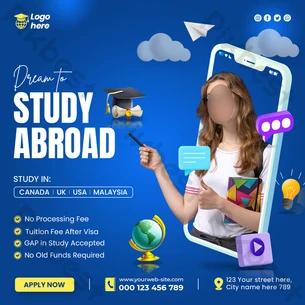 Logo
here
Dream to
STUDY
ABROAD
STUDY IN:
CANADA | UK | USA | MALAYSIA
No Processing Fee
Tuition Fee After Visa
GAP in Study Accepted
No Old Funds Required
APPLY NOW
www.yourweb-site.com
000 123 456 789
123 Your street here,
City name here 789